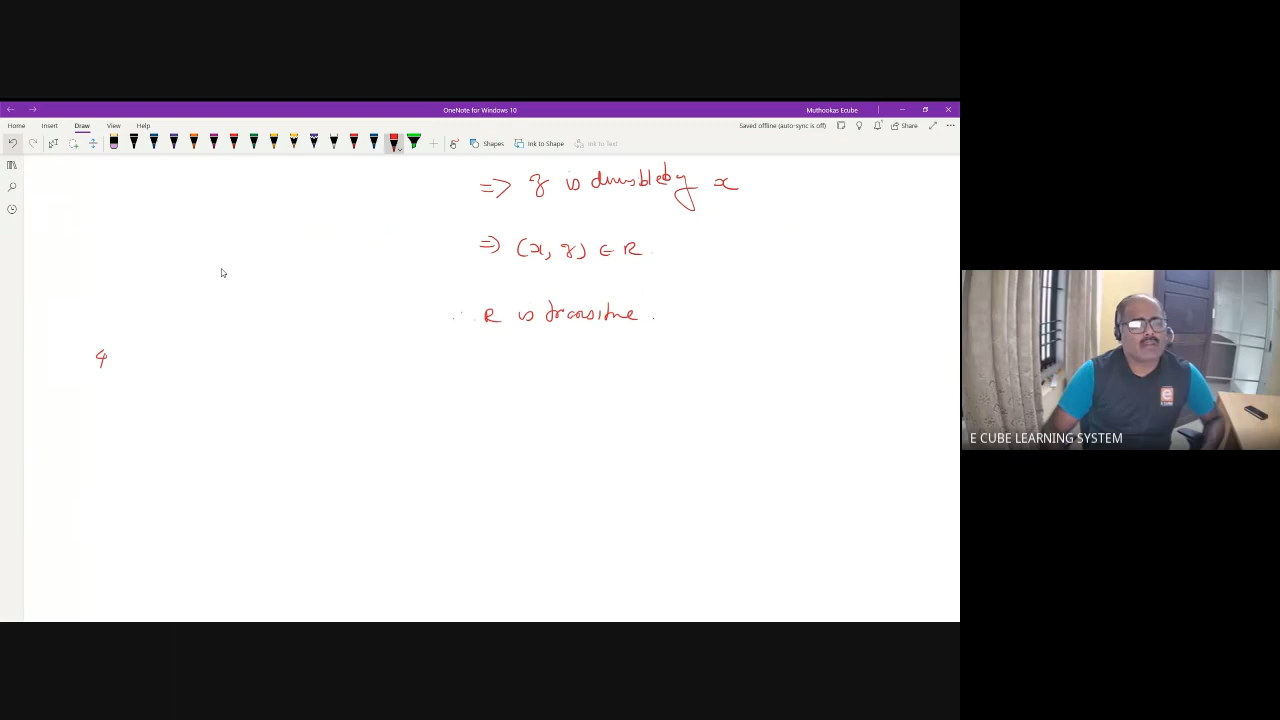 OneNote for Windows 10
Muthookas Ecube
Home Insert Draw View Help
Saved offline (auto-sync is off) Share
Shapes Ink to Shape Ink to Text
=> z is divisible by x
=> (x, z) ∈ R.
∴ R is transitive.
4
E CUBE LEARNING SYSTEM
e
E CUBE